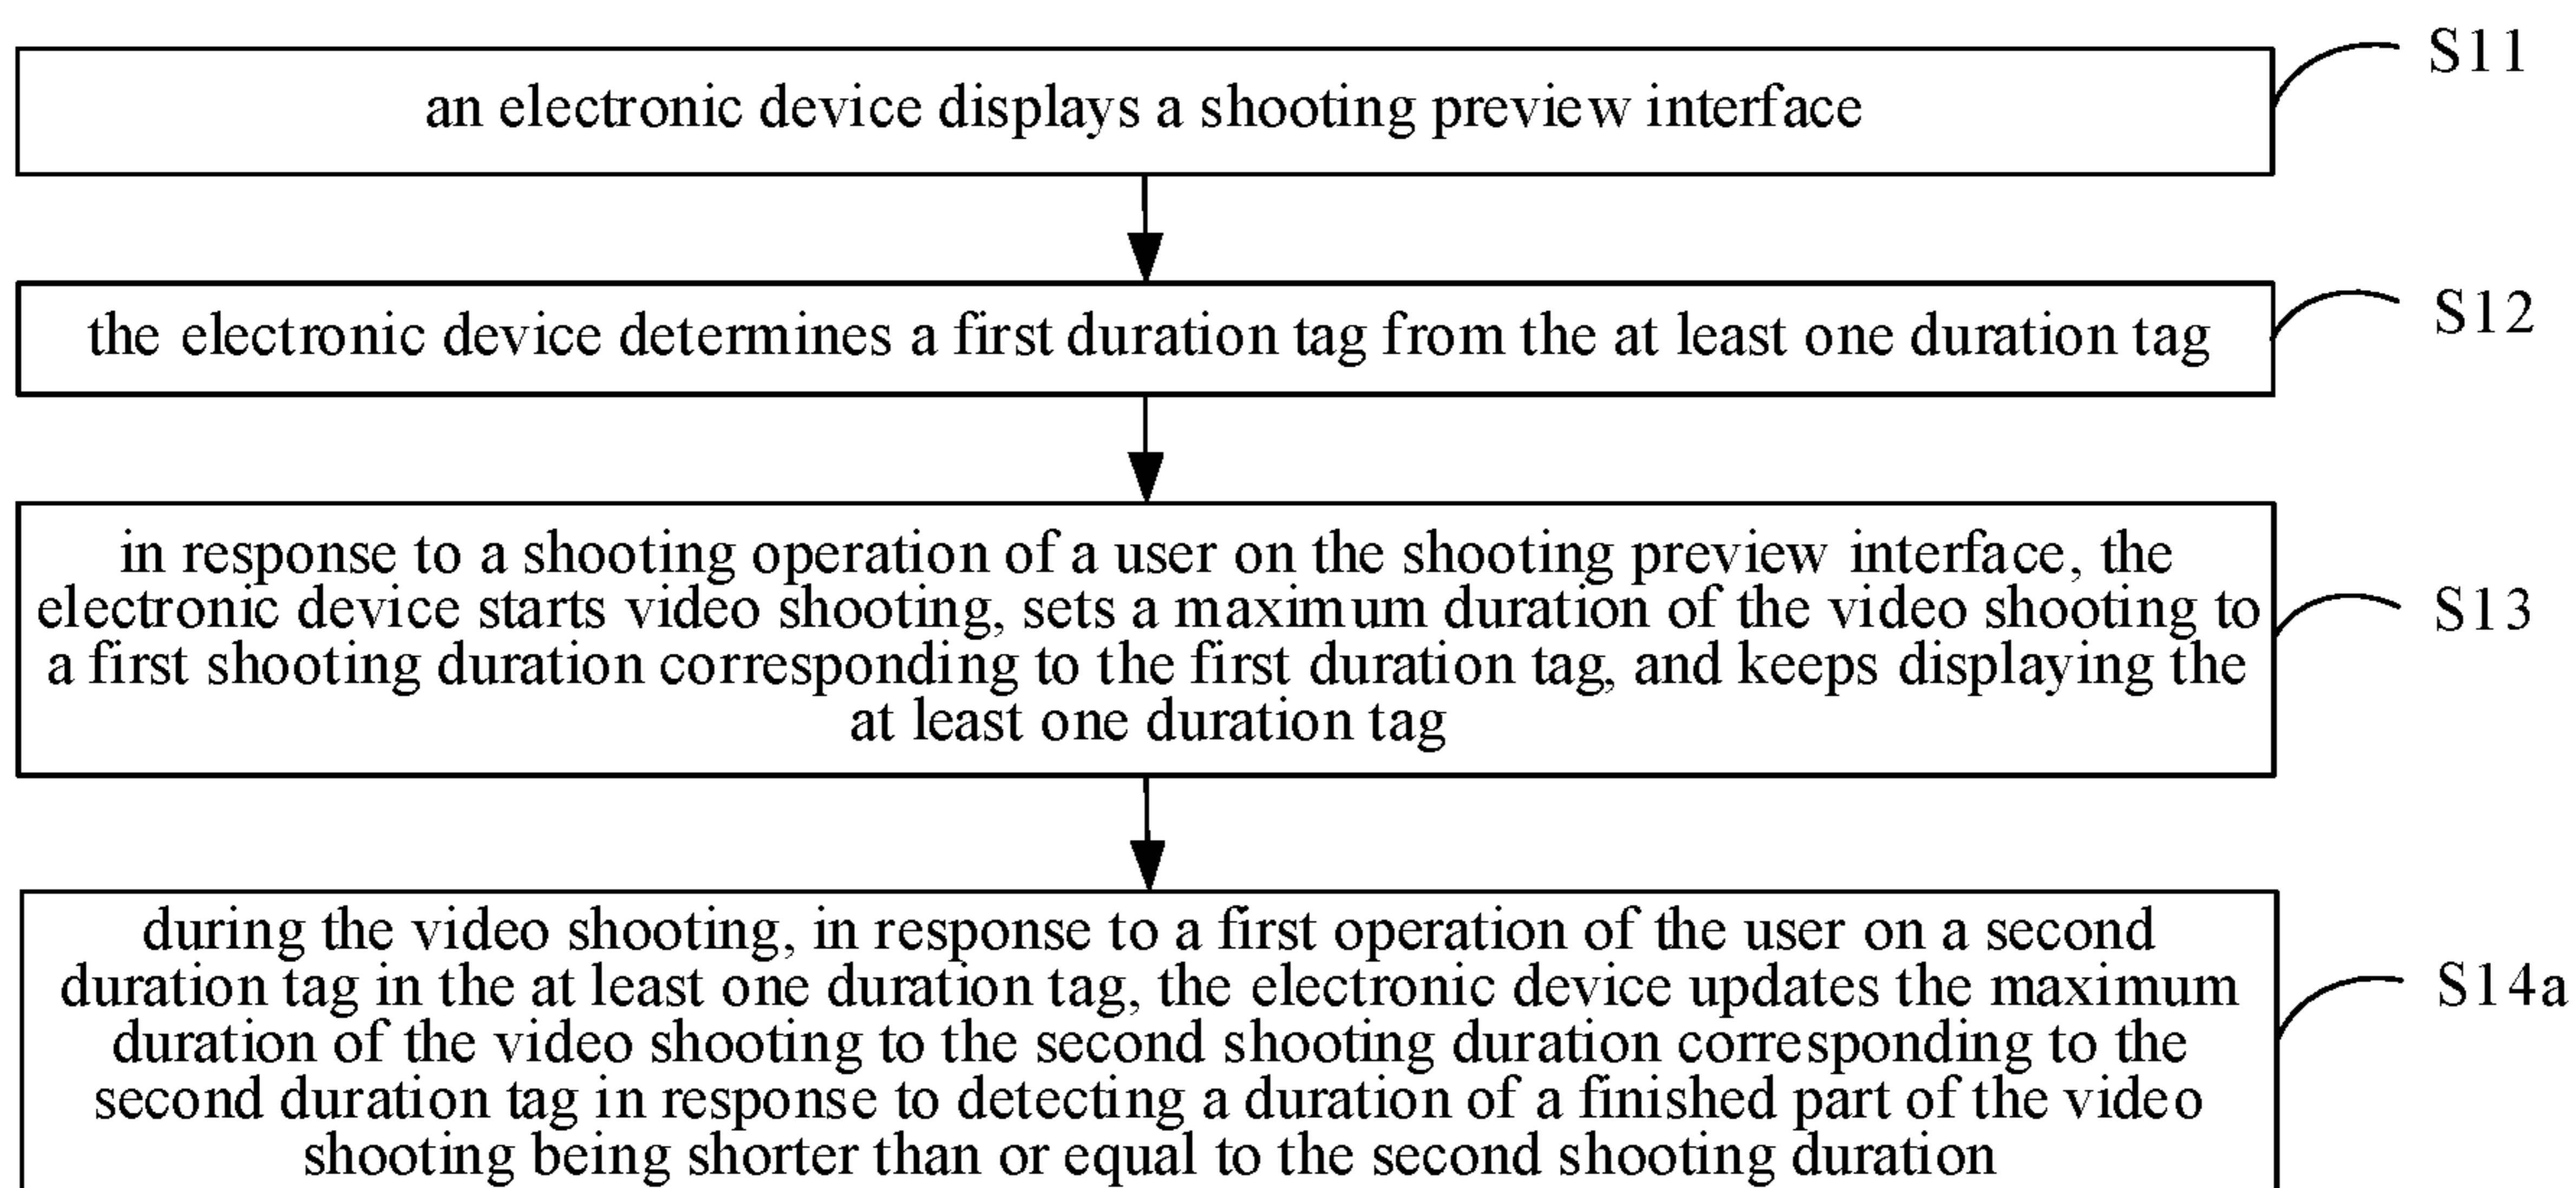 an electronic device displays a shooting preview interface
S11
the electronic device determines a first duration tag from the at least one duration tag
S12
in response to a shooting operation of a user on the shooting preview interface, the
electronic device starts video shooting, sets a maximum duration of the video shooting to
a first shooting duration corresponding to the first duration tag, and keeps displaying the
at least one duration tag
S13
during the video shooting, in response to a first operation of the user on a second
duration tag in the at least one duration tag, the electronic device updates the maximum
duration of the video shooting to the second shooting duration corresponding to the
second duration tag in response to detecting a duration of a finished part of the video
shooting being shorter than or equal to the second shooting duration
S14a